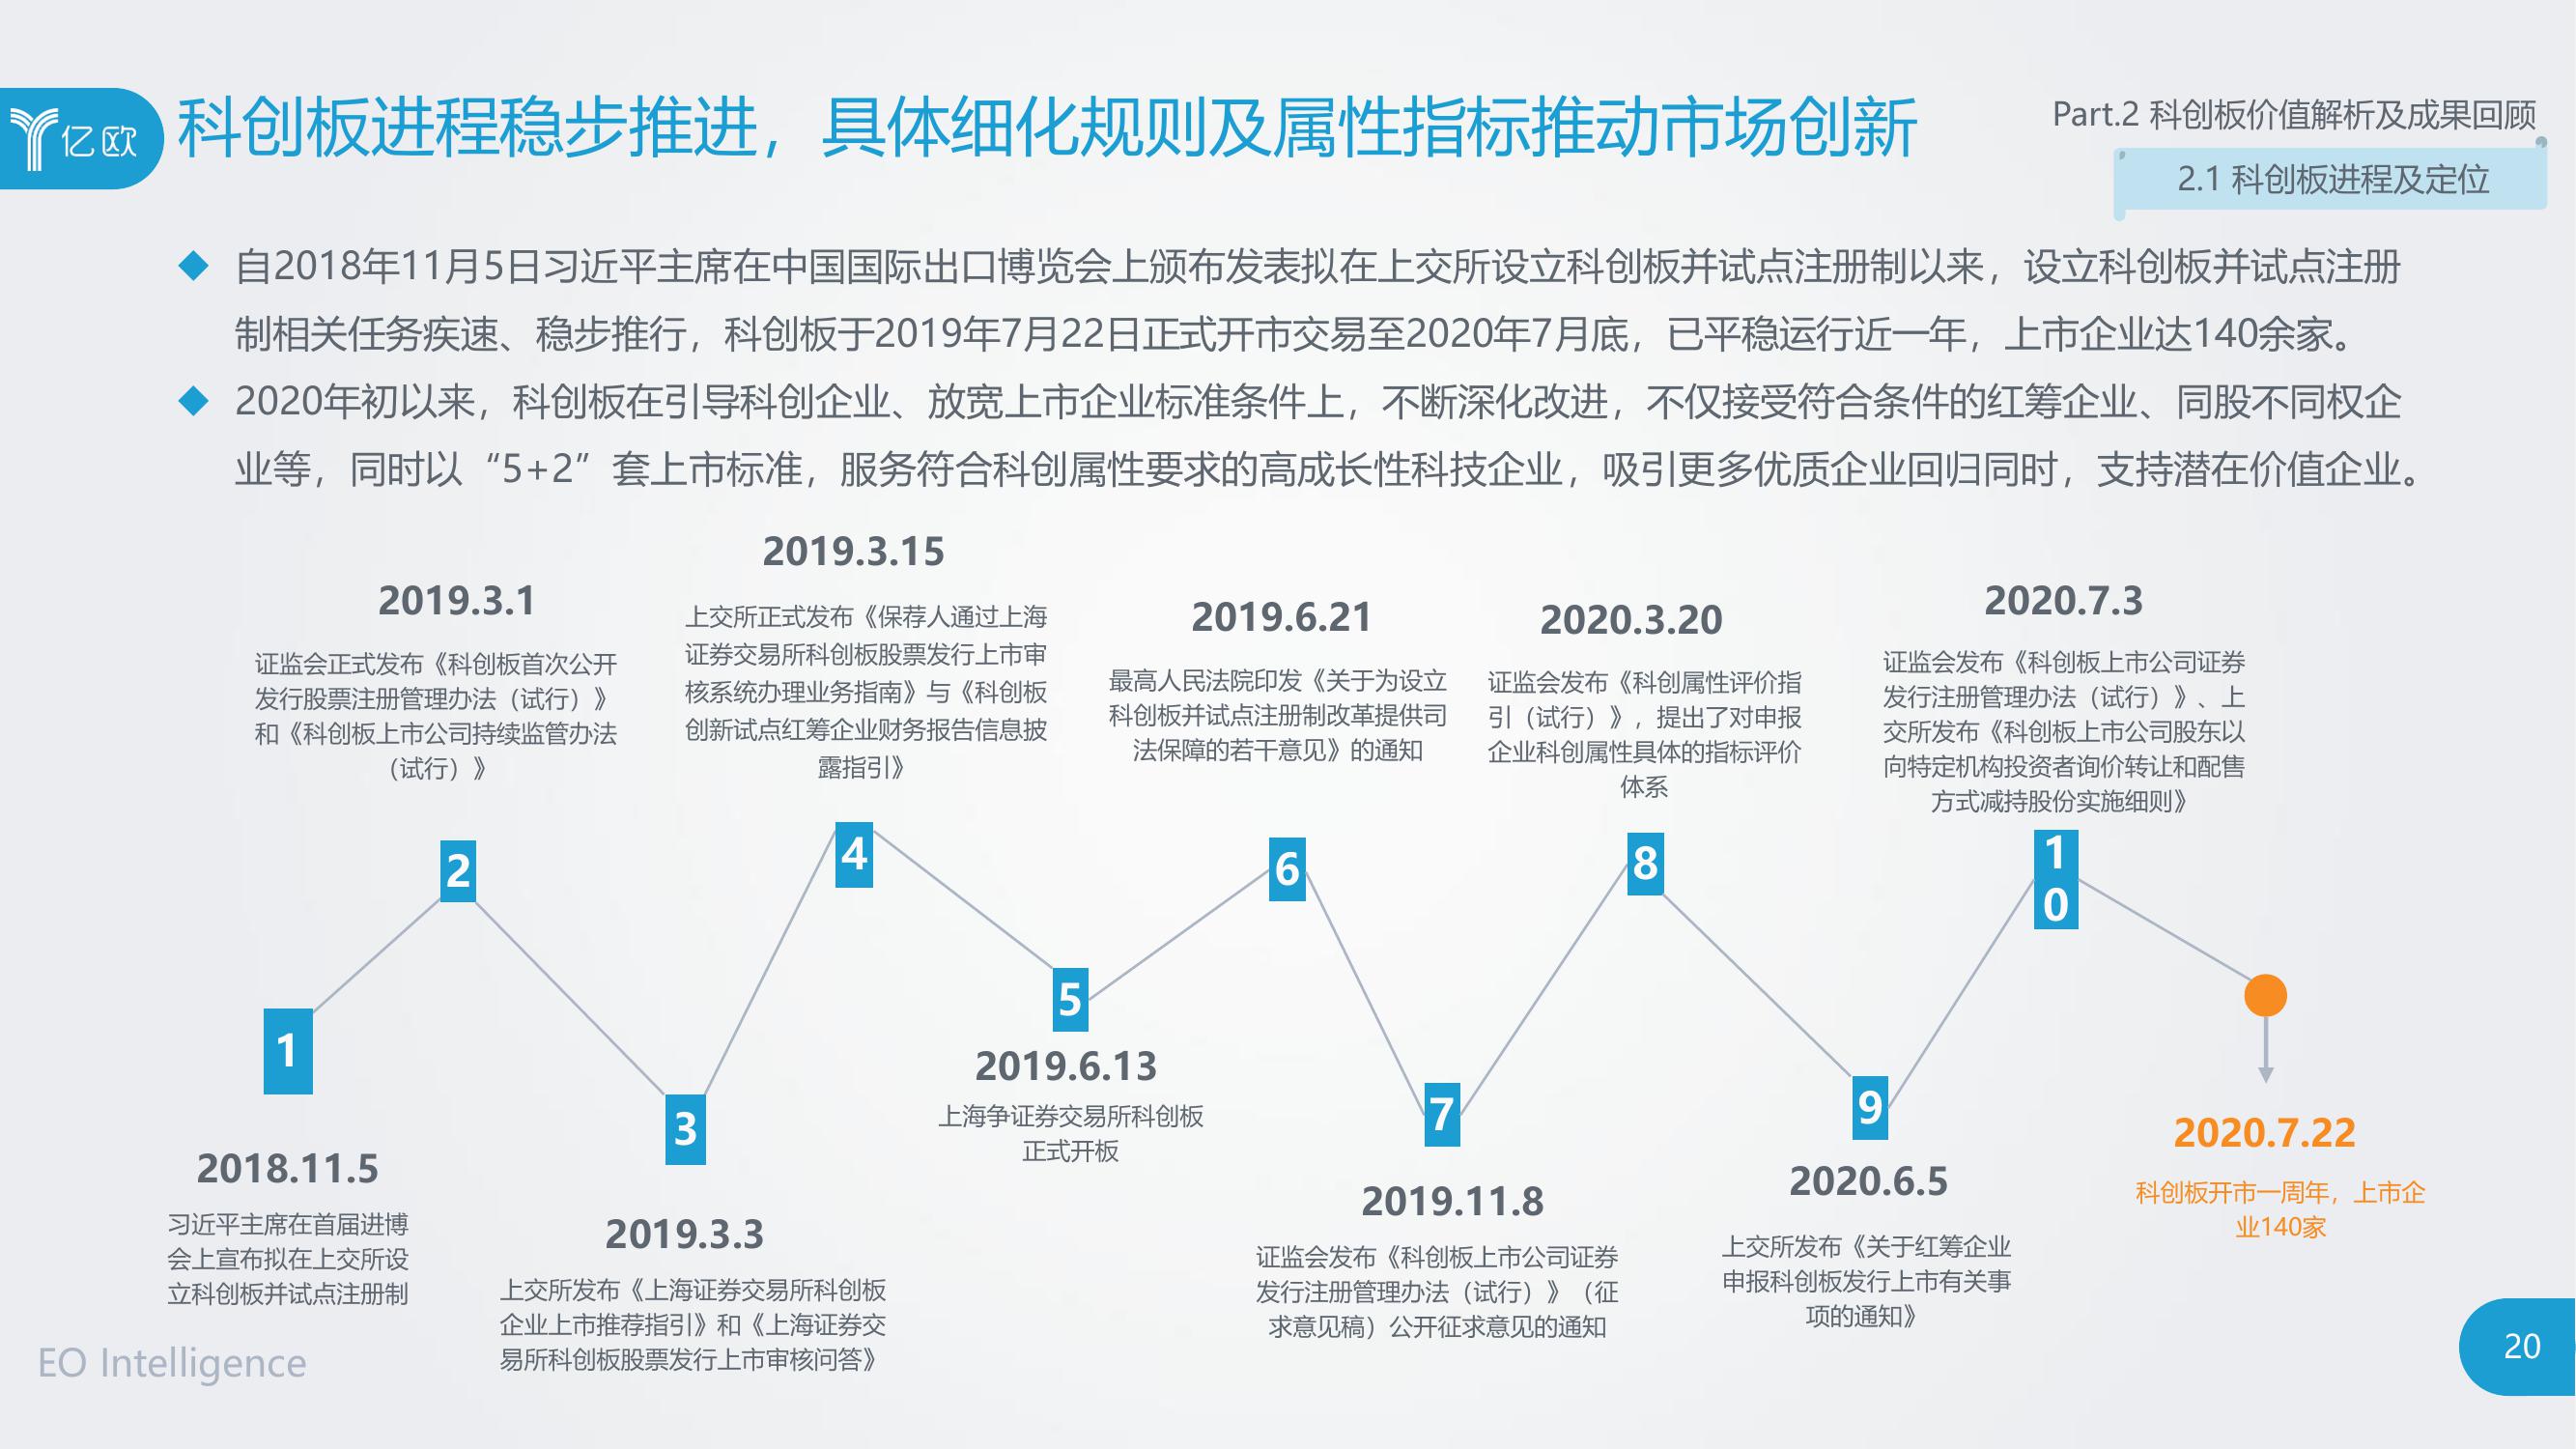 亿欧
科创板进程稳步推进，具体细化规则及属性指标推动市场创新
Part.2 科创板价值解析及成果回顾
2.1 科创板进程及定位
自2018年11月5日习近平主席在中国国际出口博览会上颁布发表拟在上交所设立科创板并试点注册制以来，设立科创板并试点注册
制相关任务疾速、稳步推行，科创板于2019年7月22日正式开市交易至2020年7月底，已平稳运行近一年，上市企业达140余家。
2020年初以来，科创板在引导科创企业、放宽上市企业标准条件上，不断深化改进，不仅接受符合条件的红筹企业、同股不同权企
业等，同时以“5+2”套上市标准，服务符合科创属性要求的高成长性科技企业，吸引更多优质企业回归同时，支持潜在价值企业。
1
2018.11.5
习近平主席在首届进博
会上宣布拟在上交所设
立科创板并试点注册制
2019.3.1
证监会正式发布《科创板首次公开
发行股票注册管理办法（试行）》
和《科创板上市公司持续监管办法
（试行）》
2
3
2019.3.3
上交所发布《上海证券交易所科创板
企业上市推荐指引》和《上海证券交
易所科创板股票发行上市审核问答》
2019.3.15
上交所正式发布《保荐人通过上海
证券交易所科创板股票发行上市审
核系统办理业务指南》与《科创板
创新试点红筹企业财务报告信息披
露指引》
4
5
2019.6.13
上海争证券交易所科创板
正式开板
2019.6.21
最高人民法院印发《关于为设立
科创板并试点注册制改革提供司
法保障的若干意见》的通知
6
7
2019.11.8
证监会发布《科创板上市公司证券
发行注册管理办法（试行）》（征
求意见稿）公开征求意见的通知
2020.3.20
证监会发布《科创属性评价指
引（试行）》，提出了对申报
企业科创属性具体的指标评价
体系
8
9
2020.6.5
上交所发布《关于红筹企业
申报科创板发行上市有关事
项的通知》
2020.7.3
证监会发布《科创板上市公司证券
发行注册管理办法（试行）》、上
交所发布《科创板上市公司股东以
向特定机构投资者询价转让和配售
方式减持股份实施细则》
1
0
2020.7.22
科创板开市一周年，上市企
业140家
EO Intelligence
20